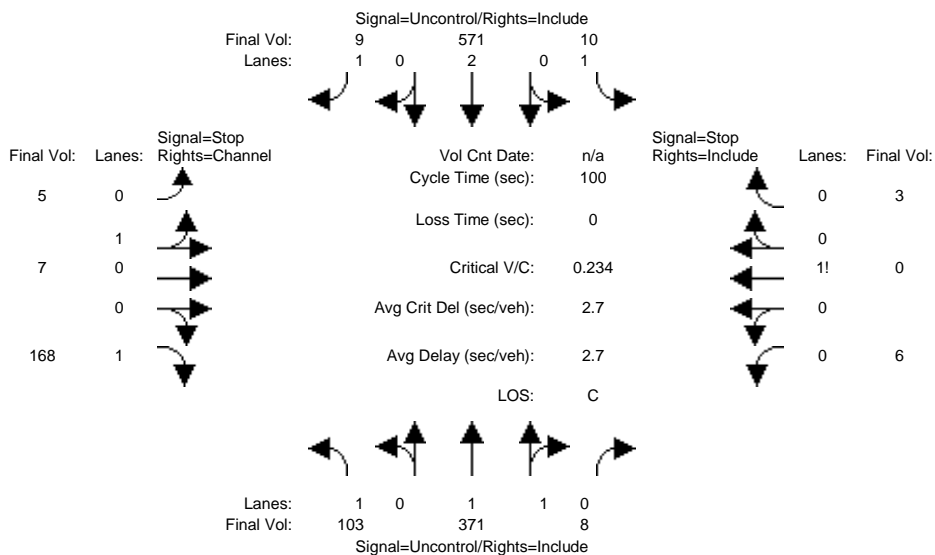 Signal=Uncontrol/Rights=Include
Final Vol: 9 571 10
Lanes: 1 0 2 0 1
Signal=Stop
Final Vol: Lanes: Rights=Channel
Vol Cnt Date: n/a
Signal=Stop
Rights=Include Lanes: Final Vol:
Cycle Time (sec): 100
5 0
0 3
Loss Time (sec): 0
1
0
7 0
Critical V/C: 0.234
1! 0
0
Avg Crit Del (sec/veh): 2.7
0
168 1
Avg Delay (sec/veh): 2.7
0 6
LOS: C
Lanes: 1 0 1 1 0
Final Vol: 103 371 8
Signal=Uncontrol/Rights=Include